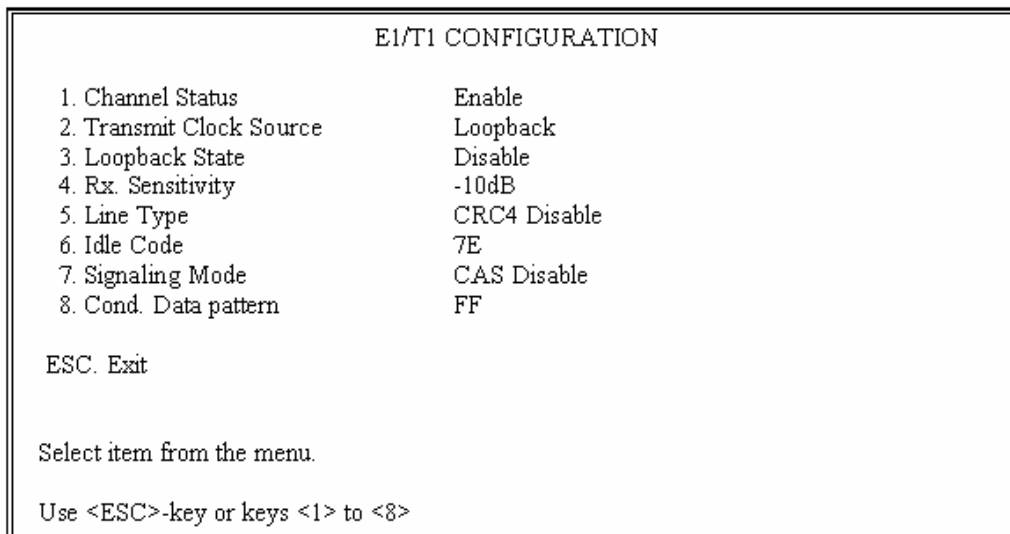 E1/T1 CONFIGURATION
1. Channel Status Enable
2. Transmit Clock Source Loopback
3. Loopback State Disable
4. Rx. Sensitivity -10dB
5. Line Type CRC4 Disable
6. Idle Code 7E
7. Signaling Mode CAS Disable
8. Cond. Data pattern FF
ESC. Exit
Select item from the menu.
Use <ESC>-key or keys <1> to <8>